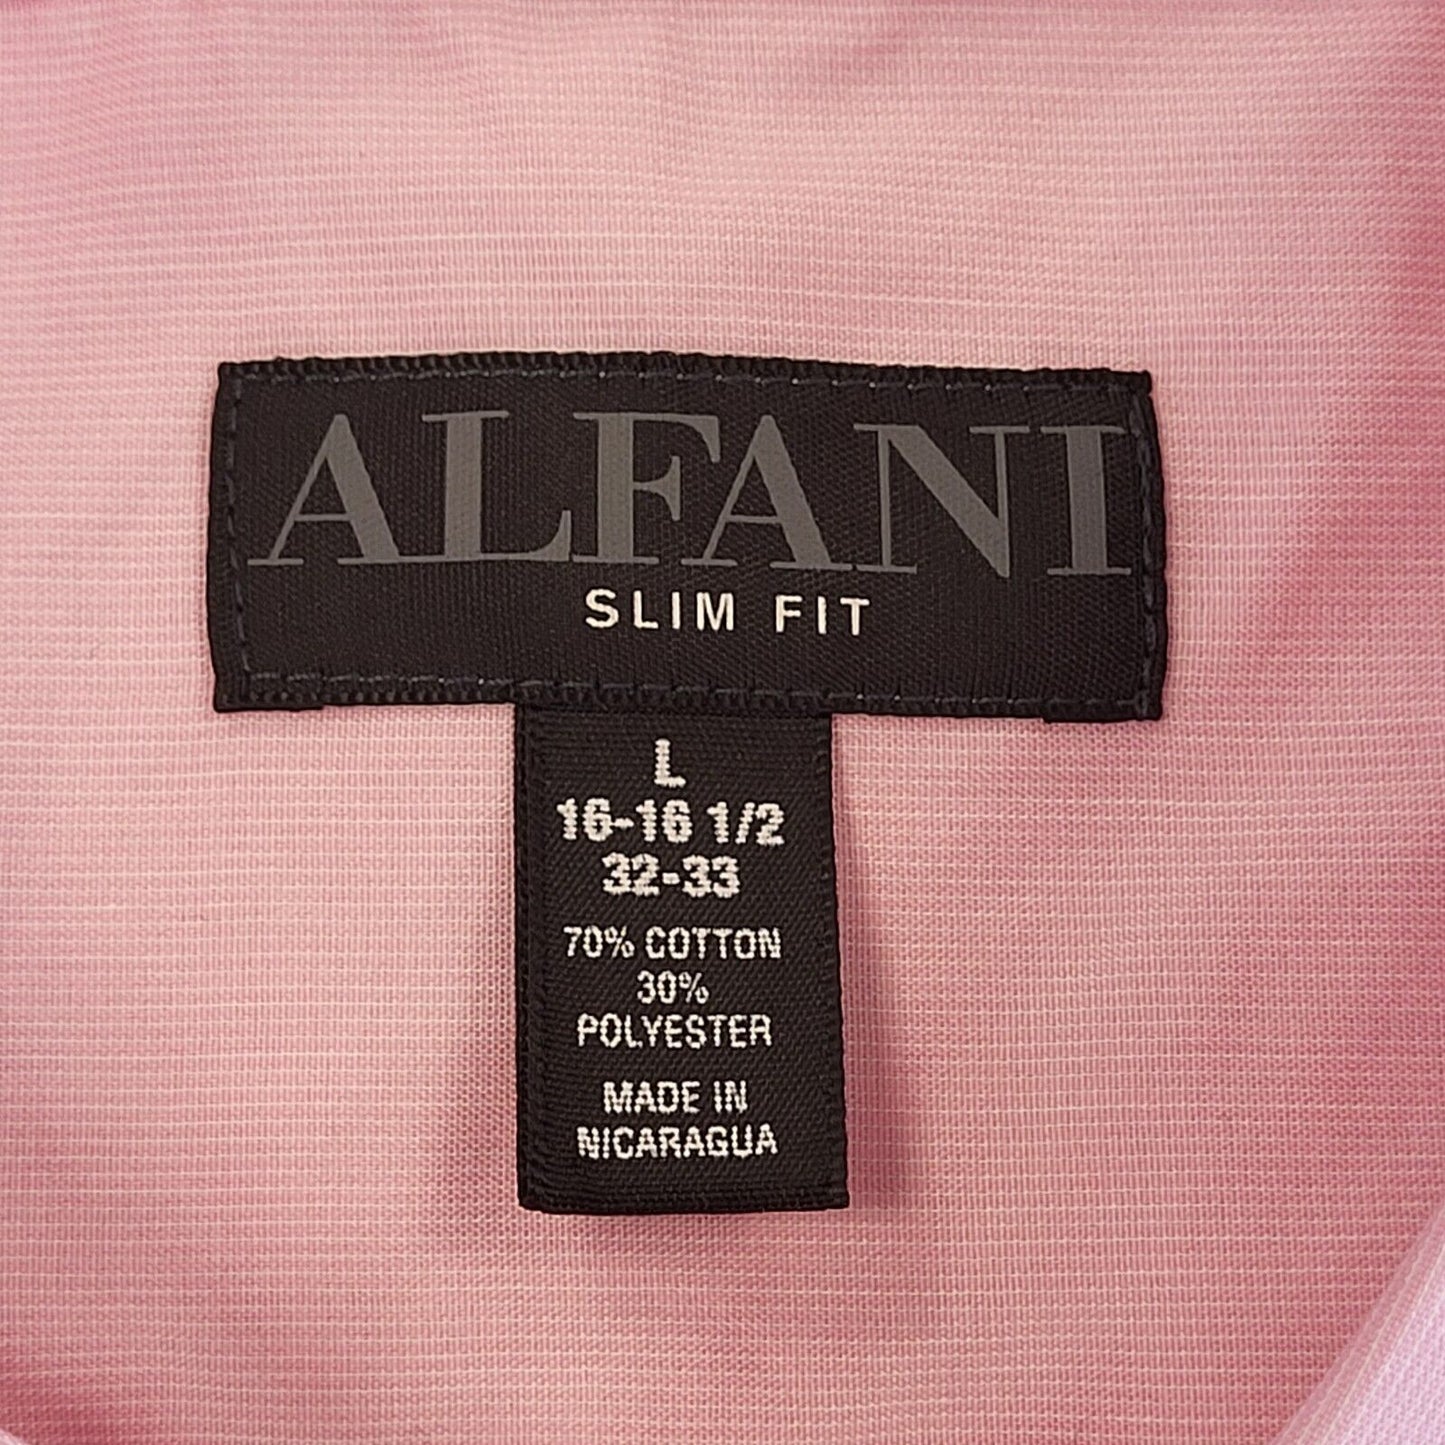 ALFANI
SLIM FIT
L
16-16 1/2
32-33
70% COTTON
30%
POLYESTER
MADE IN
NICARAGUA